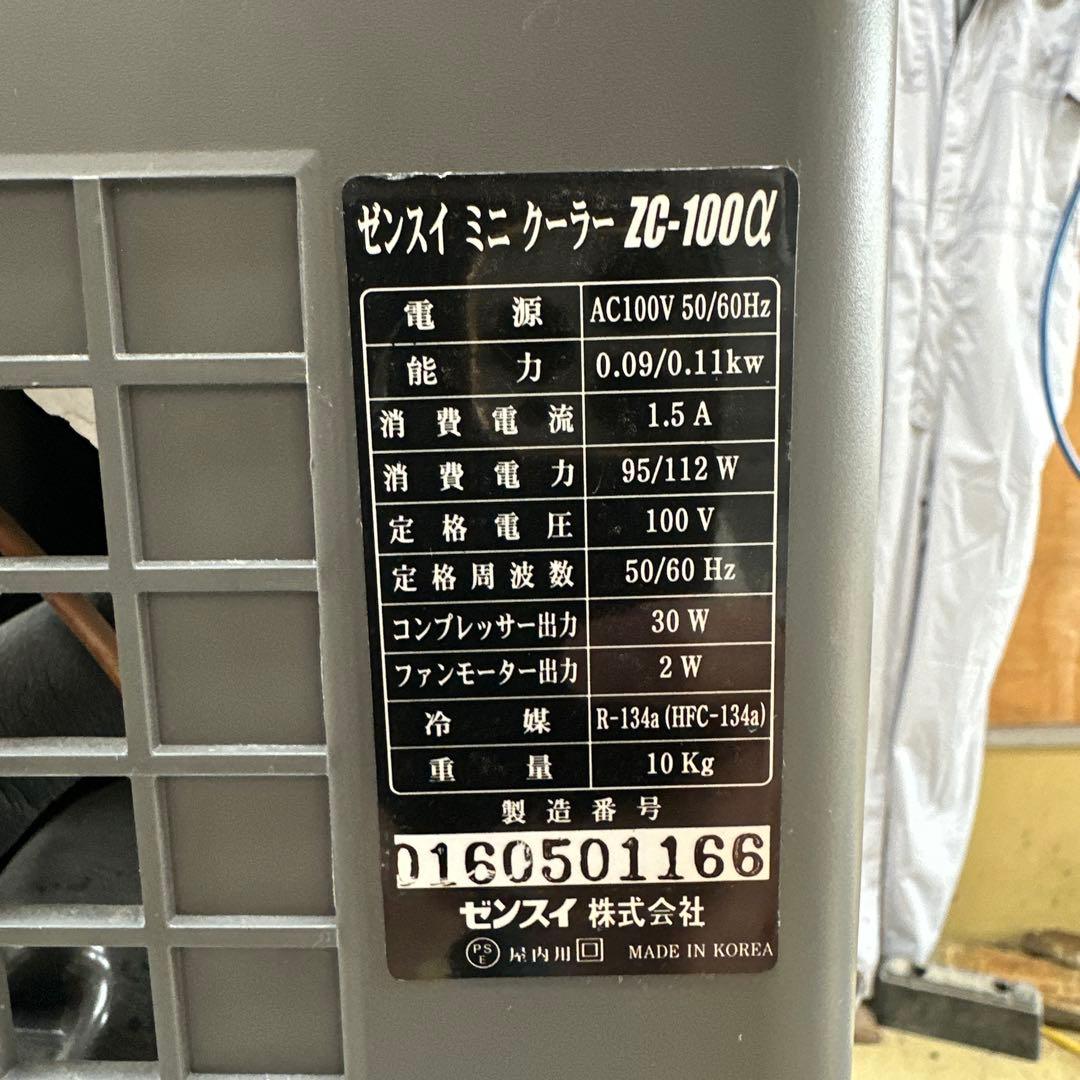 ゼンスイ ミニ クーラー ZC-100α
電源 AC100V 50/60Hz
能力 0.09/0.11kw
消費電流 1.5 A
消費電力 95/112 W
定格電圧 100 V
定格周波数 50/60 Hz
コンプレッサー出力 30 W
ファンモーター出力 2 W
冷媒 R-134a (HFC-134a)
重量 10 Kg
製造番号
0160501166
ゼンスイ 株式会社
PSE 屋内用 MADE IN KOREA